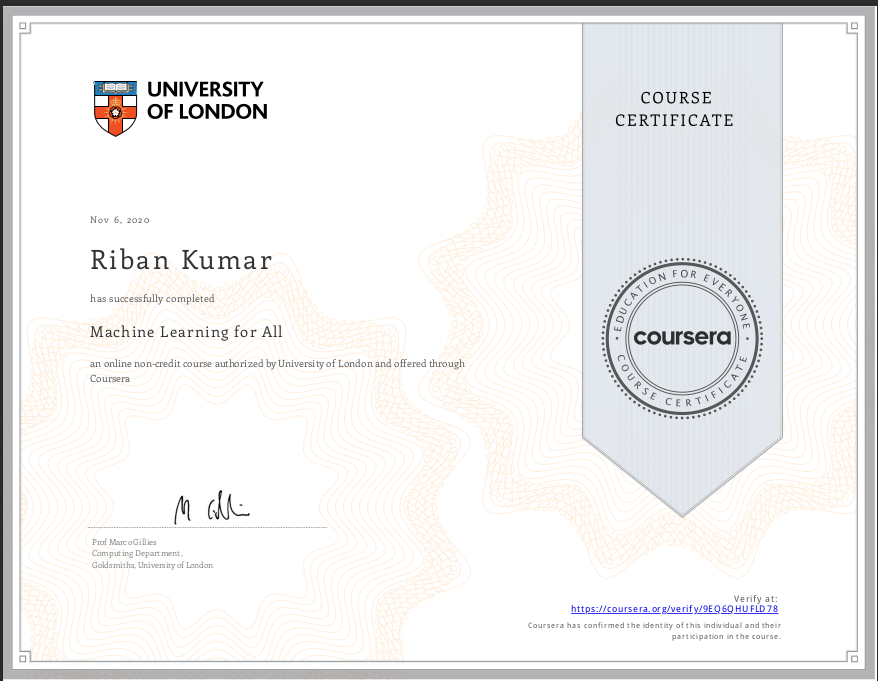 UNIVERSITY
OF LONDON
COURSE
CERTIFICATE
Nov 6, 2020
Riban Kumar
has successfully completed
Machine Learning for All
an online non-credit course authorized by University of London and offered through
Coursera
EDUCATION FOR EVERYONE
coursera
COURSE CERTIFICATE
Prof Marco Gillies
Computing Department,
Goldsmiths, University of London
Verify at:
https://coursera.org/verify/9EQ6QHUFLD78
Coursera has confirmed the identity of this individual and their
participation in the course.